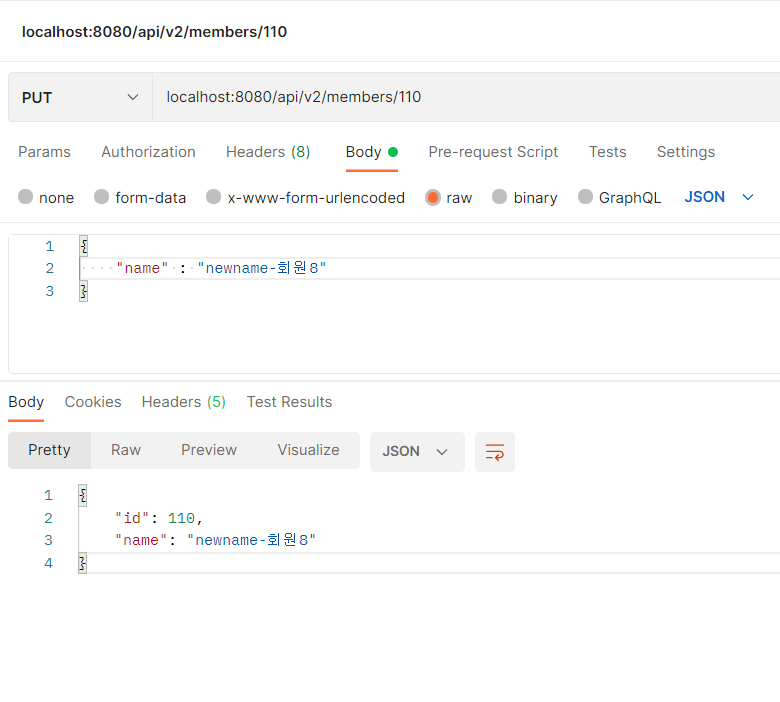 localhost:8080/api/v2/members/110
PUT localhost:8080/api/v2/members/110
Params Authorization Headers (8) Body Pre-request Script Tests Settings
none form-data x-www-form-urlencoded raw binary GraphQL JSON
1 {
2 ····"name"·:·"newname-회원8"
3 }
Body Cookies Headers (5) Test Results
Pretty Raw Preview Visualize JSON
1 {
2 "id": 110,
3 "name": "newname-회원8"
4 }